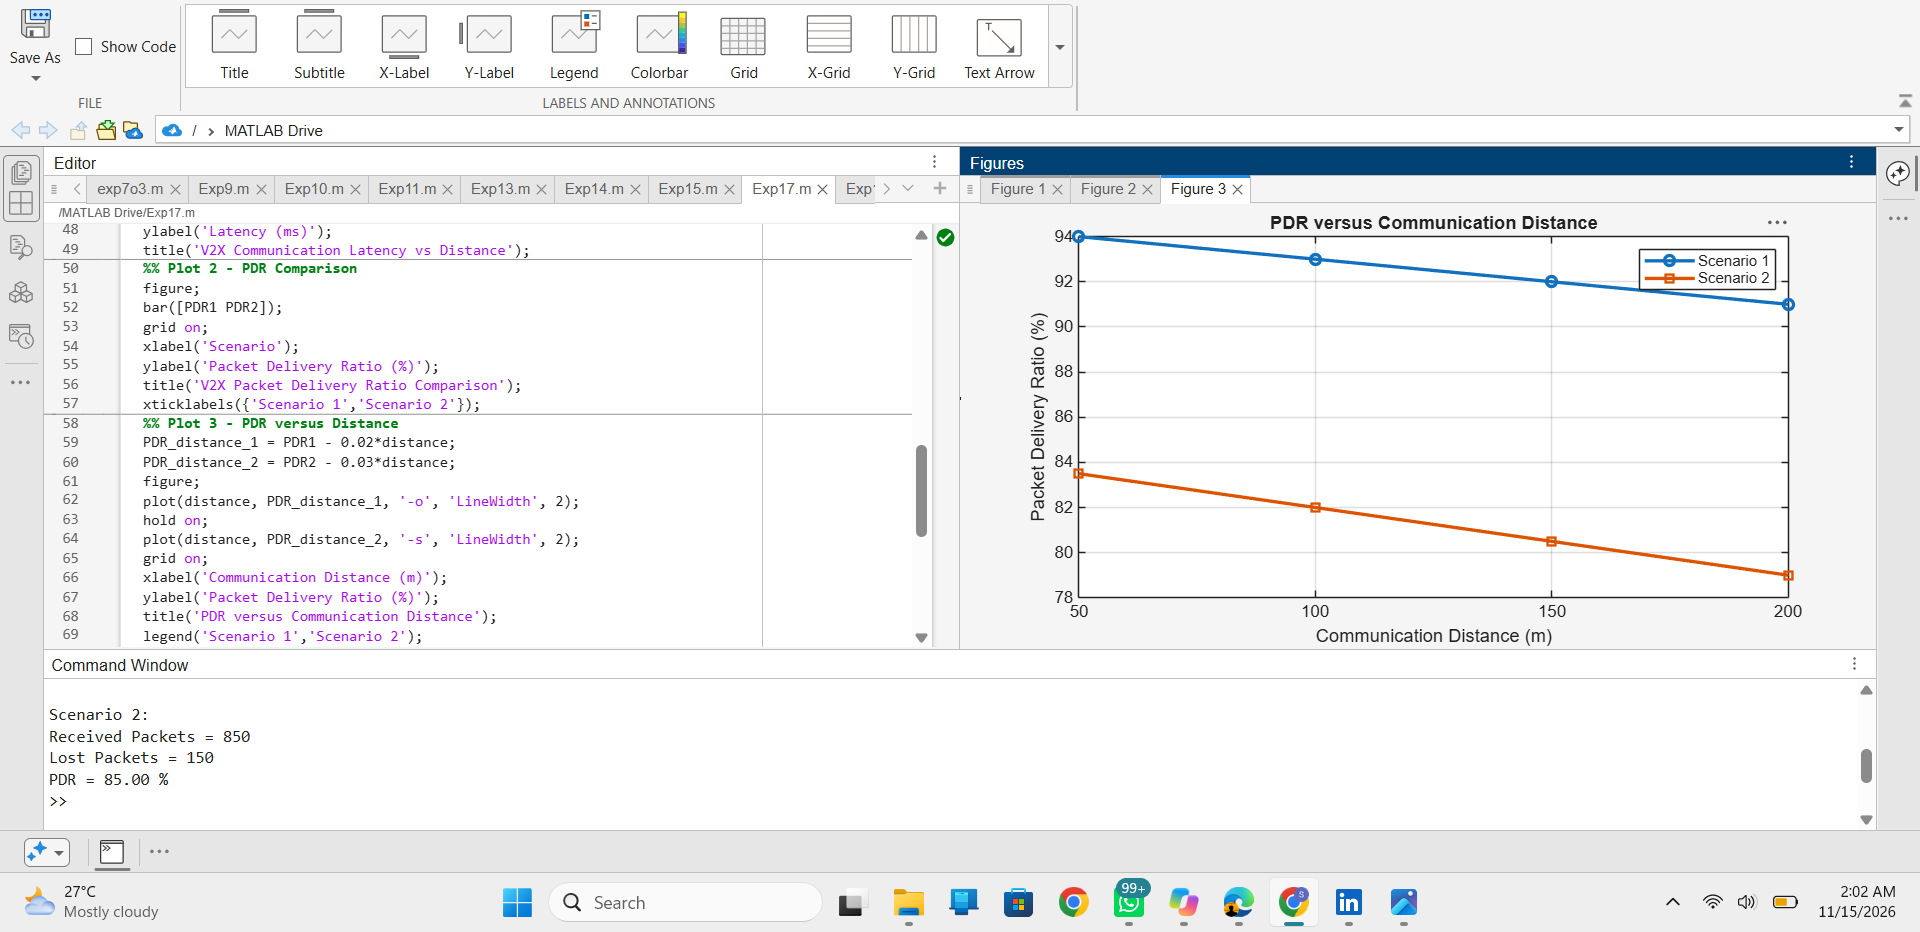 Save As
Show Code
FILE
Title
Subtitle
X-Label
Y-Label
Legend
Colorbar
Grid
X-Grid
Y-Grid
Text Arrow
LABELS AND ANNOTATIONS
/ › MATLAB Drive
Editor
exp7o3.m
Exp9.m
Exp10.m
Exp11.m
Exp13.m
Exp14.m
Exp15.m
Exp17.m
Exp
/MATLAB Drive/Exp17.m
48 ylabel('Latency (ms)');
49 title('V2X Communication Latency vs Distance');
50 %% Plot 2 - PDR Comparison
51 figure;
52 bar([PDR1 PDR2]);
53 grid on;
54 xlabel('Scenario');
55 ylabel('Packet Delivery Ratio (%)');
56 title('V2X Packet Delivery Ratio Comparison');
57 xticklabels({'Scenario 1','Scenario 2'});
58 %% Plot 3 - PDR versus Distance
59 PDR_distance_1 = PDR1 - 0.02*distance;
60 PDR_distance_2 = PDR2 - 0.03*distance;
61 figure;
62 plot(distance, PDR_distance_1, '-o', 'LineWidth', 2);
63 hold on;
64 plot(distance, PDR_distance_2, '-s', 'LineWidth', 2);
65 grid on;
66 xlabel('Communication Distance (m)');
67 ylabel('Packet Delivery Ratio (%)');
68 title('PDR versus Communication Distance');
69 legend('Scenario 1','Scenario 2');
Figures
Figure 1
Figure 2
Figure 3
PDR versus Communication Distance
Scenario 1
Scenario 2
Packet Delivery Ratio (%)
94
92
90
88
86
84
82
80
78
50
100
150
200
Communication Distance (m)
Command Window
Scenario 2:
Received Packets = 850
Lost Packets = 150
PDR = 85.00 %
>>
27°C
Mostly cloudy
Search
99+
2:02 AM
11/15/2026